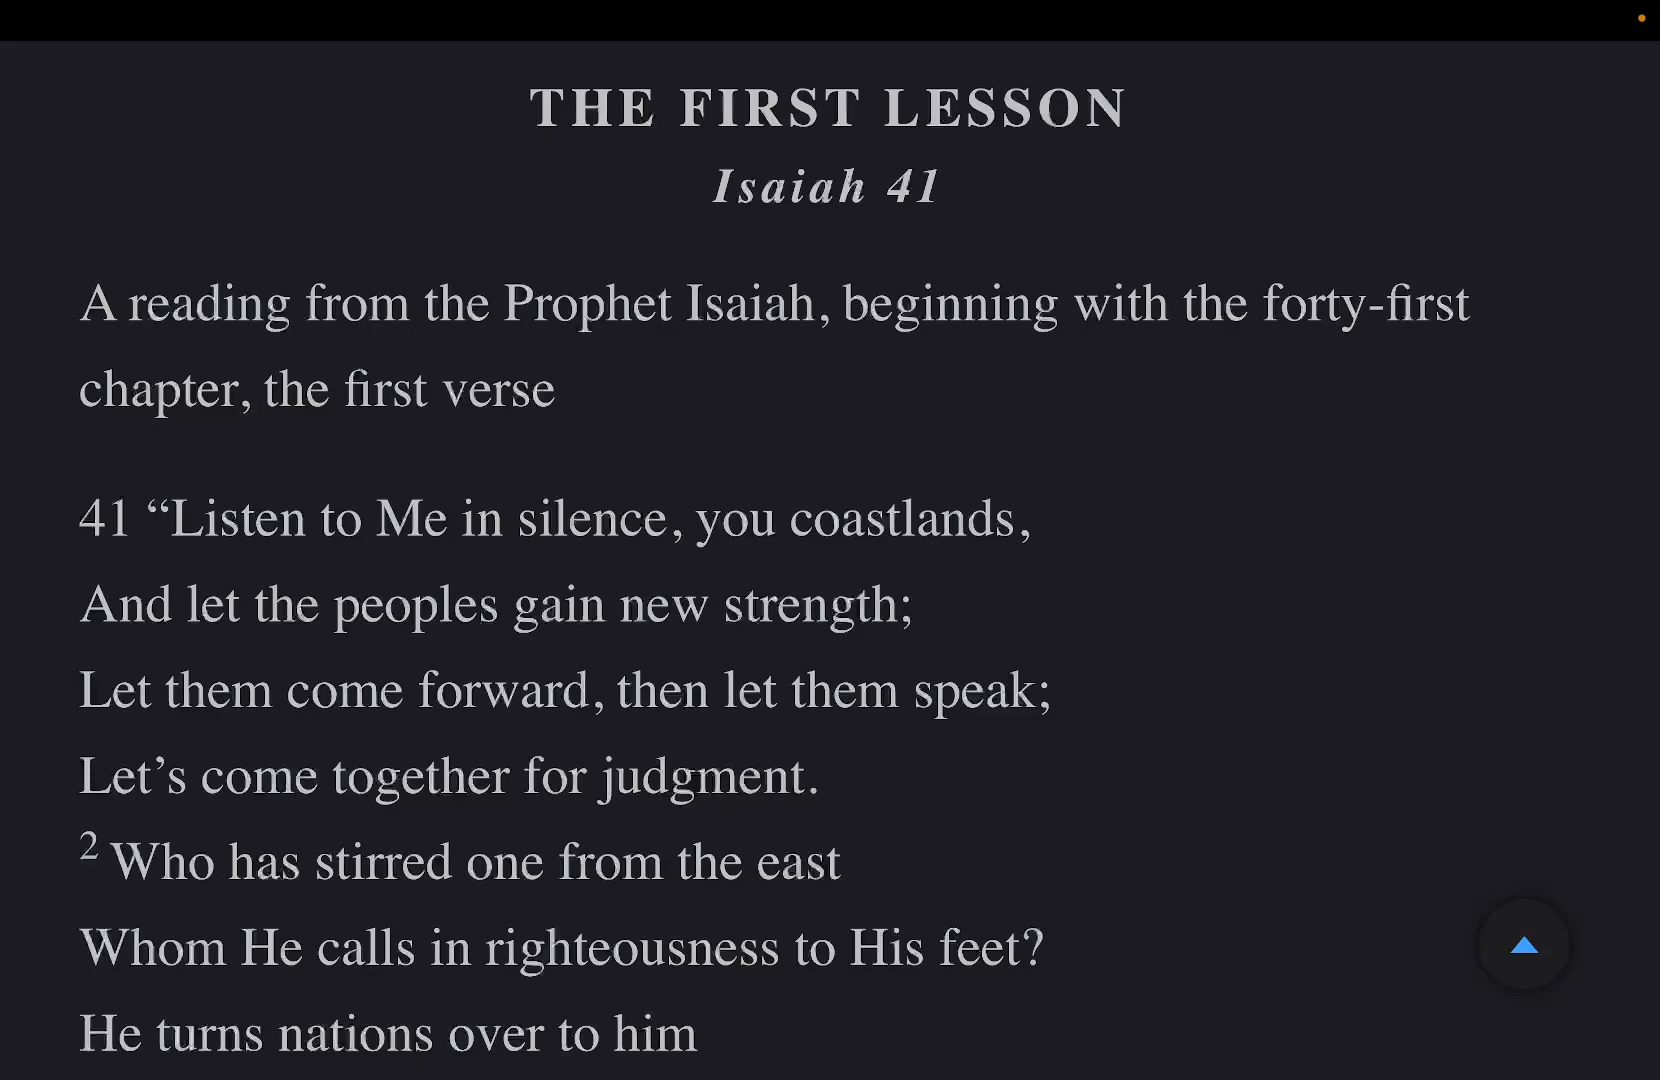 THE FIRST LESSON
Isaiah 41
A reading from the Prophet Isaiah, beginning with the forty-first
chapter, the first verse
41 “Listen to Me in silence, you coastlands,
And let the peoples gain new strength;
Let them come forward, then let them speak;
Let’s come together for judgment.
2 Who has stirred one from the east
Whom He calls in righteousness to His feet?
He turns nations over to him